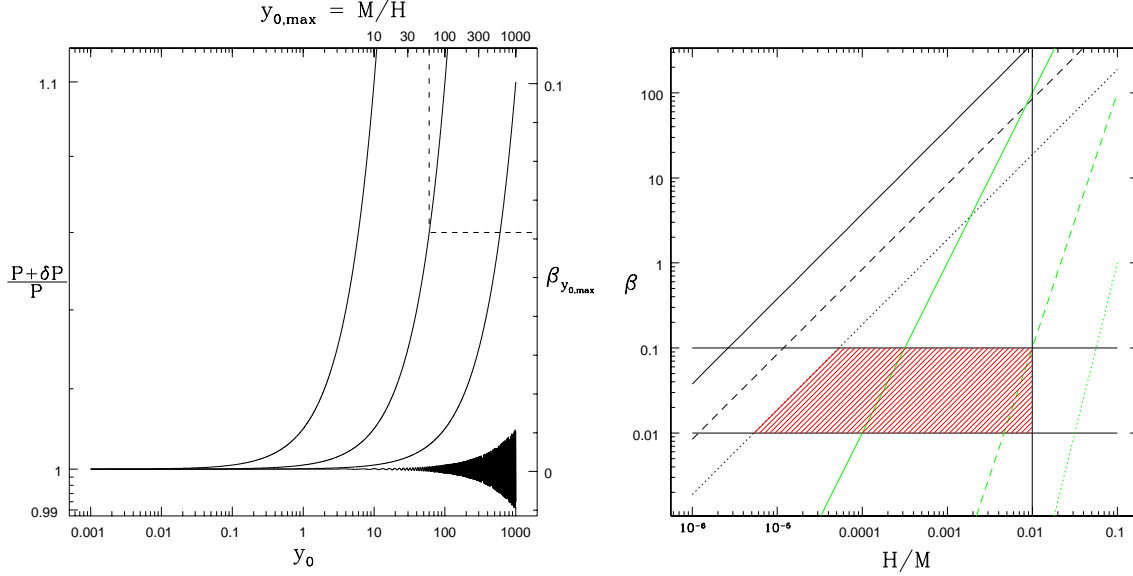 y₀,max = M/H
10 30 100 300 1000
1.1
1
0.99
P+δP
P
0.1
0
β y₀,max
0.001 0.01 0.1 1 10 100 1000
y₀
100
10
1
0.1
0.01
β
10⁻⁶ 10⁻⁵ 0.0001 0.001 0.01 0.1
H/M